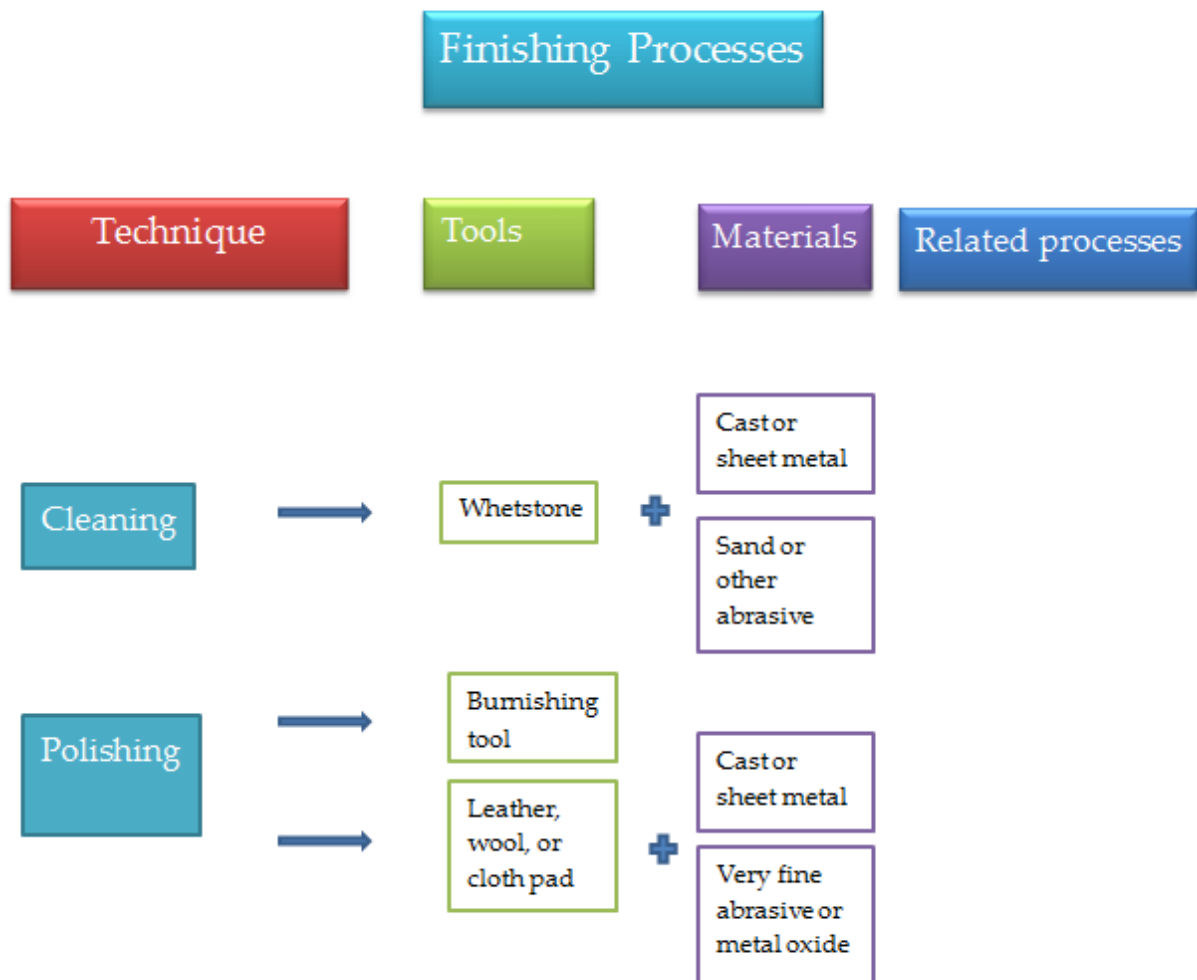 Finishing Processes
Technique
Tools
Materials
Related processes
Cleaning
Whetstone
Cast or
sheet metal
Sand or
other
abrasive
Polishing
Burnishing
tool
Leather,
wool, or
cloth pad
Cast or
sheet metal
Very fine
abrasive or
metal oxide